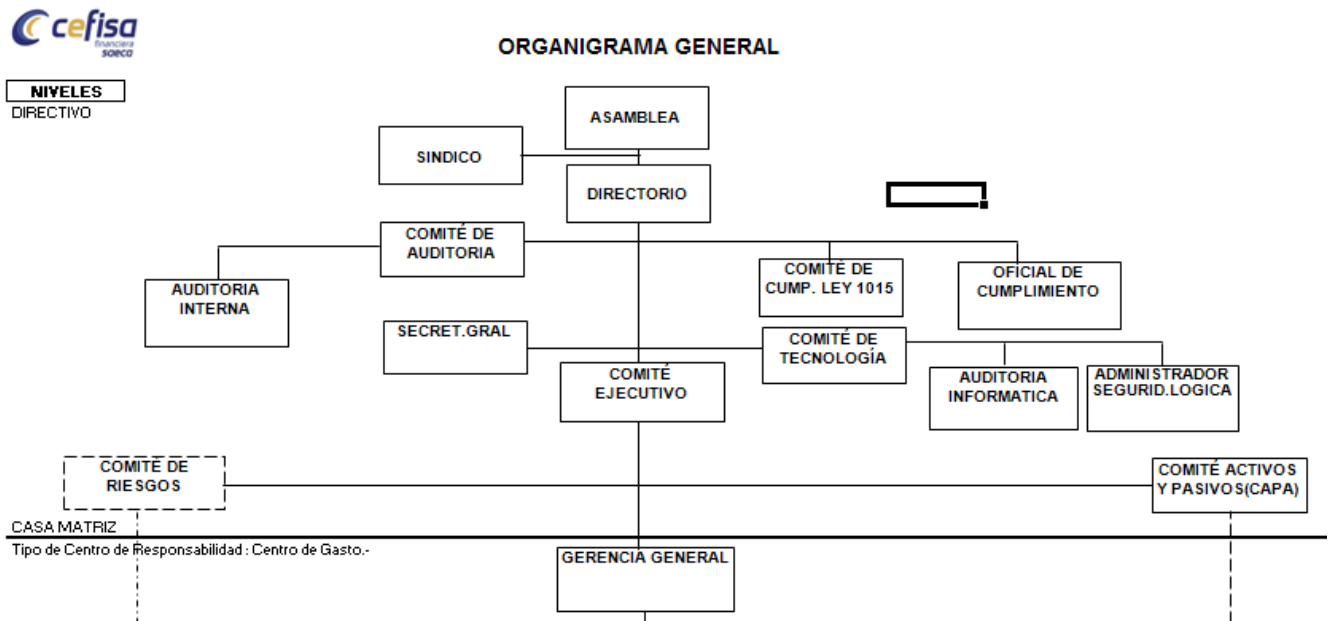 cefisa
financiera
saeca
ORGANIGRAMA GENERAL
NIVELES
DIRECTIVO
ASAMBLEA
SINDICO
DIRECTORIO
COMITÉ DE
AUDITORIA
AUDITORIA
INTERNA
COMITÉ DE
CUMP. LEY 1015
OFICIAL DE
CUMPLIMIENTO
SECRET.GRAL
COMITÉ DE
TECNOLOGÍA
COMITÉ
EJECUTIVO
AUDITORIA
INFORMATICA
ADMINISTRADOR
SEGURID.LOGICA
COMITÉ DE
RIESGOS
COMITÉ ACTIVOS
Y PASIVOS(CAPA)
CASA MATRIZ
Tipo de Centro de Responsabilidad : Centro de Gasto.-
GERENCIA GENERAL